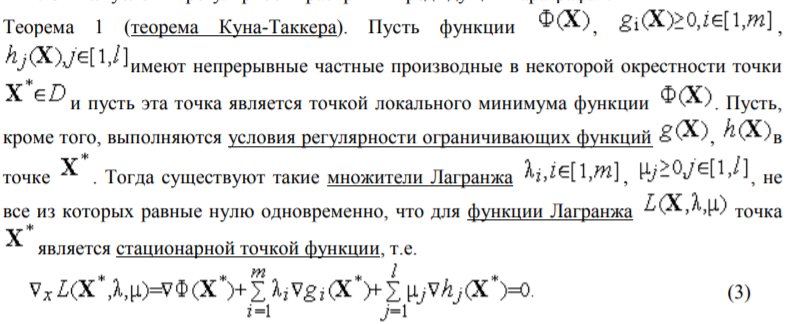 Теорема 1 (теорема Куна-Таккера). Пусть функции Φ(X), g_i(X)≥0,i∈[1,m],
h_j(X),j∈[1,l] имеют непрерывные частные производные в некоторой окрестности точки
X*∈D и пусть эта точка является точкой локального минимума функции Φ(X). Пусть,
кроме того, выполняются условия регулярности ограничивающих функций g(X), h(X) в
точке X*. Тогда существуют такие множители Лагранжа λ_i,i∈[1,m], μ_j≥0,j∈[1,l], не
все из которых равные нулю одновременно, что для функции Лагранжа L(X,λ,μ) точка
X* является стационарной точкой функции, т.е.
∇_X L(X*,λ,μ)=∇Φ(X*)+∑_{i=1}^{m} λ_i∇g_i(X*)+∑_{j=1}^{l} μ_j∇h_j(X*)=0. (3)